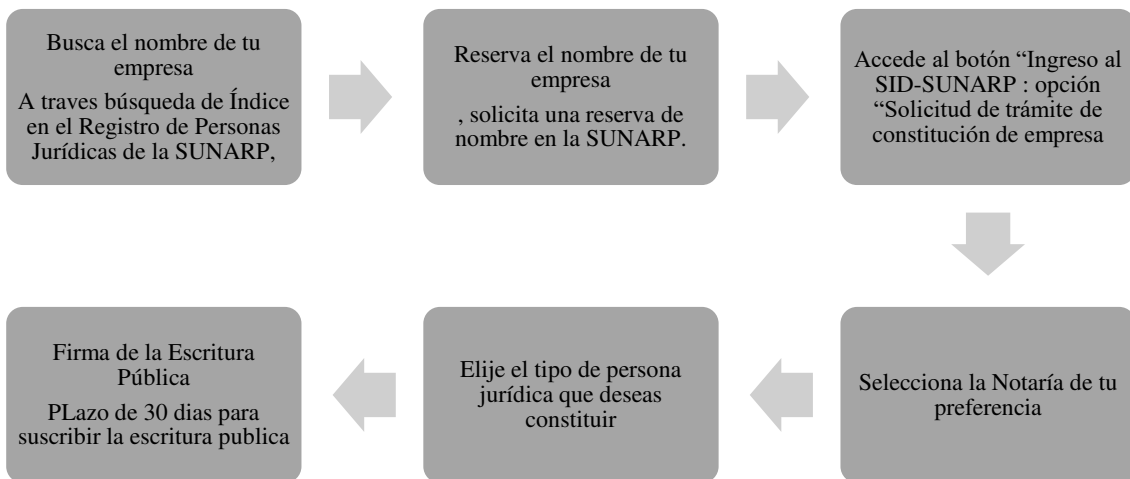 Busca el nombre de tu
empresa
A traves búsqueda de Índice
en el Registro de Personas
Jurídicas de la SUNARP,
Reserva el nombre de tu
empresa
, solicita una reserva de
nombre en la SUNARP.
Accede al botón “Ingreso al
SID-SUNARP : opción
“Solicitud de trámite de
constitución de empresa
Selecciona la Notaría de tu
preferencia
Elije el tipo de persona
jurídica que deseas
constituir
Firma de la Escritura
Pública
PLazo de 30 dias para
suscribir la escritura publica